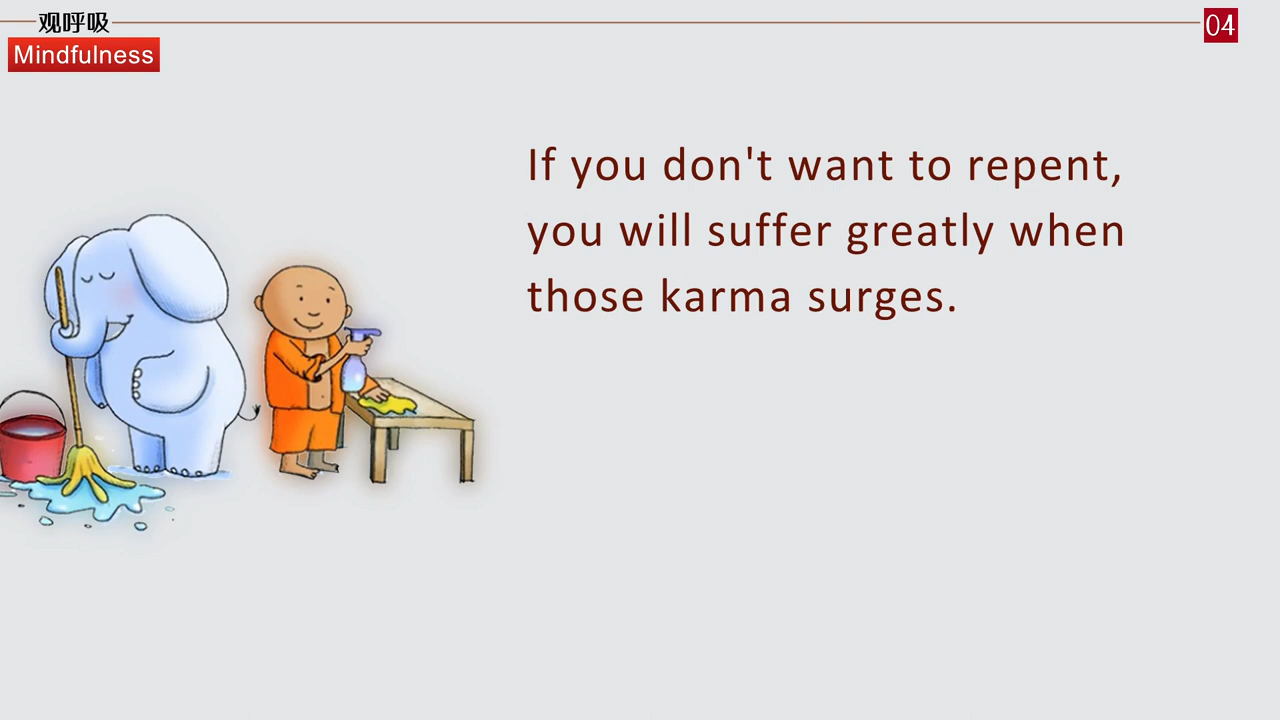 观呼吸
04
Mindfulness
If you don't want to repent,
you will suffer greatly when
those karma surges.